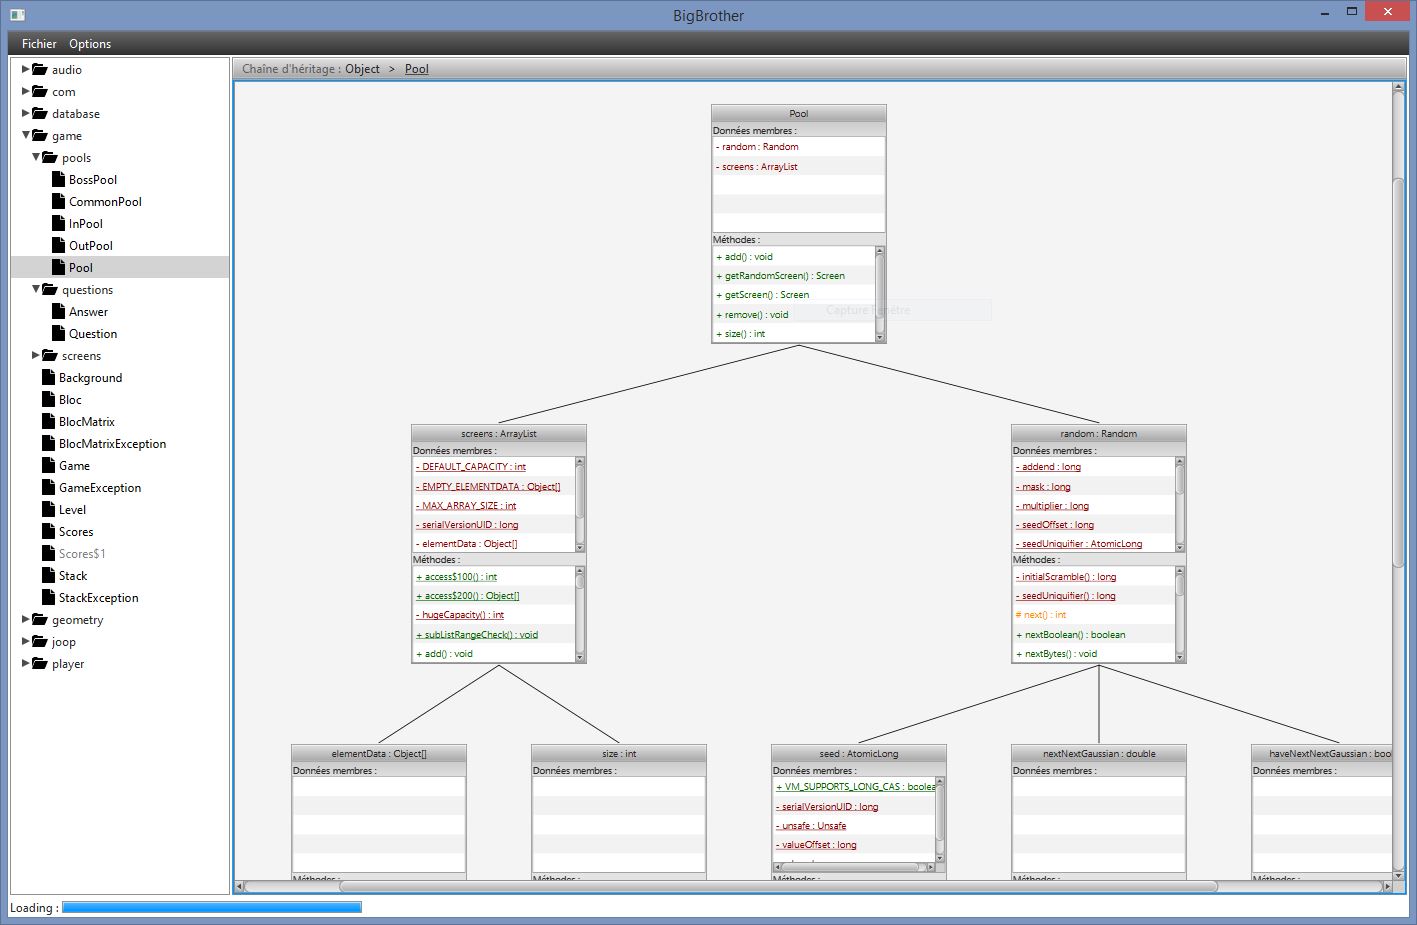 BigBrother
Fichier Options
audio
com
database
game
pools
BossPool
CommonPool
InPool
OutPool
Pool
questions
Answer
Question
screens
Background
Bloc
BlocMatrix
BlocMatrixException
Game
GameException
Level
Scores
Scores$1
Stack
StackException
geometry
joop
player
Chaîne d'héritage : Object > Pool
Pool
Données membres :
- random : Random
- screens : ArrayList
Méthodes :
+ add() : void
+ getRandomScreen() : Screen
+ getScreen() : Screen
+ remove() : void
+ size() : int
Capture Fenêtre
screens : ArrayList
Données membres :
- DEFAULT_CAPACITY : int
- EMPTY_ELEMENTDATA : Object[]
- MAX_ARRAY_SIZE : int
- serialVersionUID : long
- elementData : Object[]
Méthodes :
+ access$100() : int
+ access$200() : Object[]
- hugeCapacity() : int
+ subListRangeCheck() : void
+ add() : void
random : Random
Données membres :
- addend : long
- mask : long
- multiplier : long
- seedOffset : long
- seedUniquifier : AtomicLong
Méthodes :
- initialScramble() : long
- seedUniquifier() : long
# next() : int
+ nextBoolean() : boolean
+ nextBytes() : void
elementData : Object[]
Données membres :
Méthodes :
size : int
Données membres :
Méthodes :
seed : AtomicLong
Données membres :
+ VM_SUPPORTS_LONG_CAS : boolea
- serialVersionUID : long
- unsafe : Unsafe
- valueOffset : long
Méthodes :
nextNextGaussian : double
Données membres :
Méthodes :
haveNextNextGaussian : bool
Données membres :
Méthodes :
Loading :